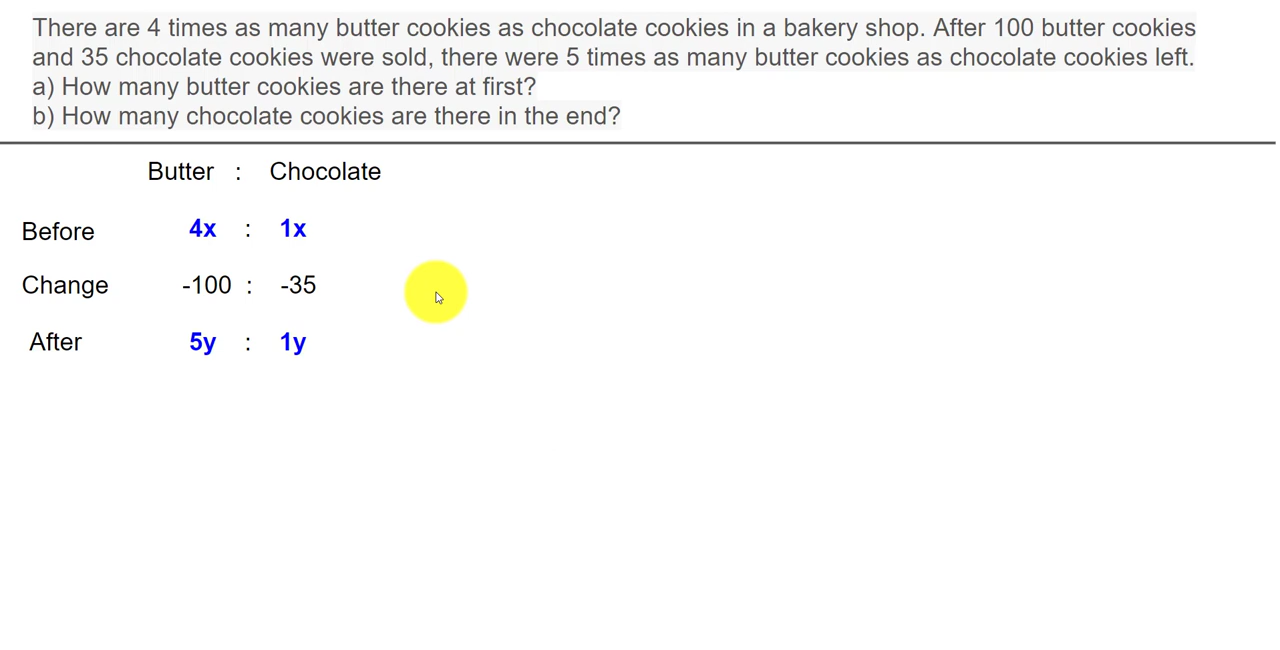 There are 4 times as many butter cookies as chocolate cookies in a bakery shop. After 100 butter cookies
and 35 chocolate cookies were sold, there were 5 times as many butter cookies as chocolate cookies left.
a) How many butter cookies are there at first?
b) How many chocolate cookies are there in the end?
Butter : Chocolate
Before 4x : 1x
Change -100 : -35
After 5y : 1y